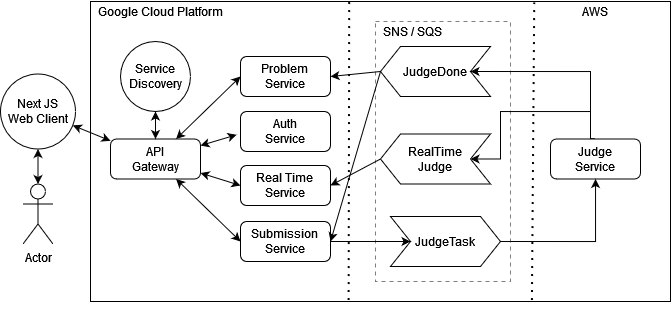 Google Cloud Platform
AWS
SNS / SQS
Service
Discovery
Problem
Service
JudgeDone
Next JS
Web Client
Auth
Service
API
Gateway
RealTime
Judge
Judge
Service
Real Time
Service
Submission
Service
JudgeTask
Actor